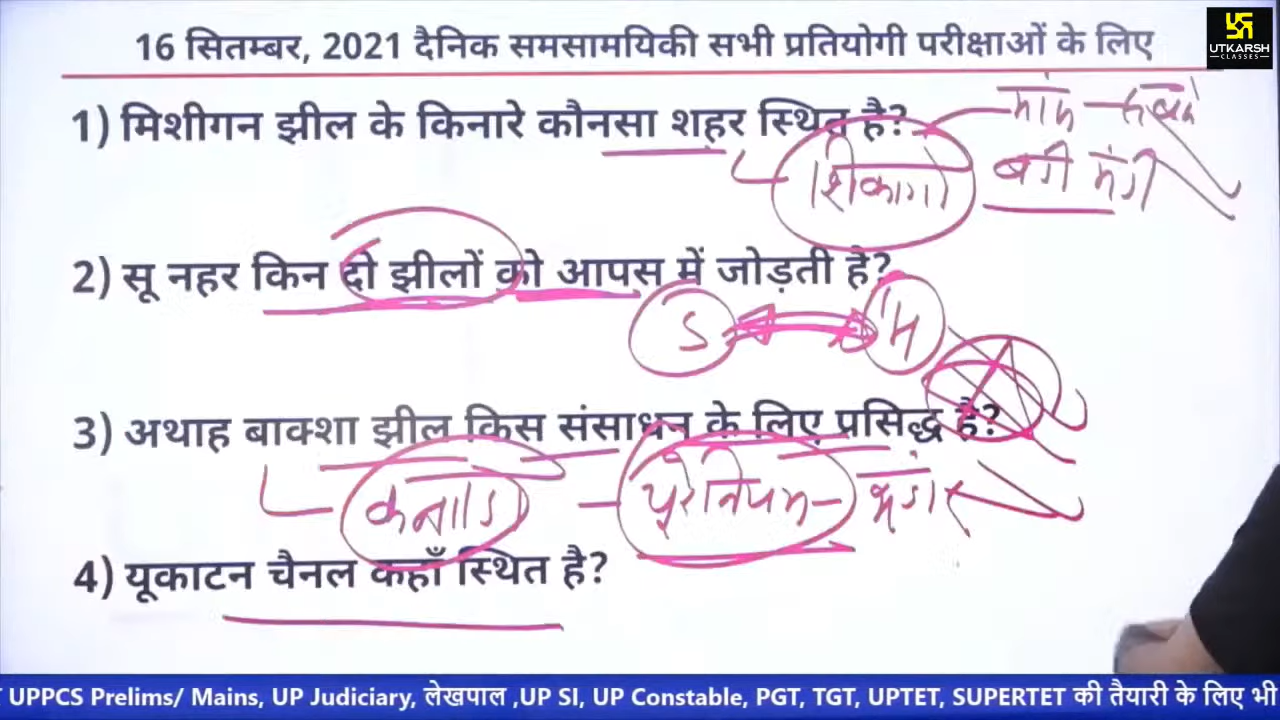 16 सितम्बर, 2021 दैनिक समसामयिकी सभी प्रतियोगी परीक्षाओं के लिए
UTKARSH
CLASSES
1) मिशीगन झील के किनारे कौनसा शहर स्थित है?
मांस
शिकागो
मंडी
2) सू नहर किन दो झीलों को आपस में जोड़ती है?
S H
3) अथाह बाक्शा झील किस संसाधन के लिए प्रसिद्ध है?
कनाडा यूरेनियम
4) यूकाटन चैनल कहाँ स्थित है?
UPPCS Prelims/ Mains, UP Judiciary, लेखपाल ,UP SI, UP Constable, PGT, TGT, UPTET, SUPERTET की तैयारी के लिए भी